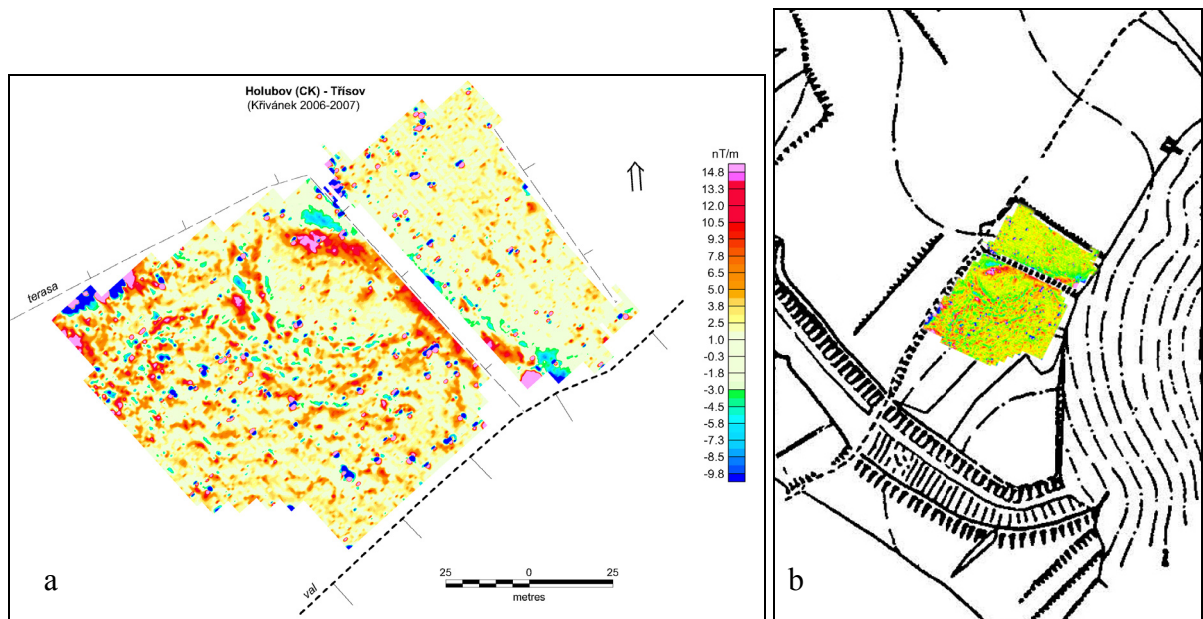 Holubov (CK) - Třísov
(Křivánek 2006-2007)
nT/m
14.8
13.3
12.0
10.5
9.3
7.8
6.5
5.0
3.8
2.5
1.0
-0.3
-1.8
-3.0
-4.5
-5.8
-7.3
-8.5
-9.8
terasa
val
25 0 25
metres
a
b